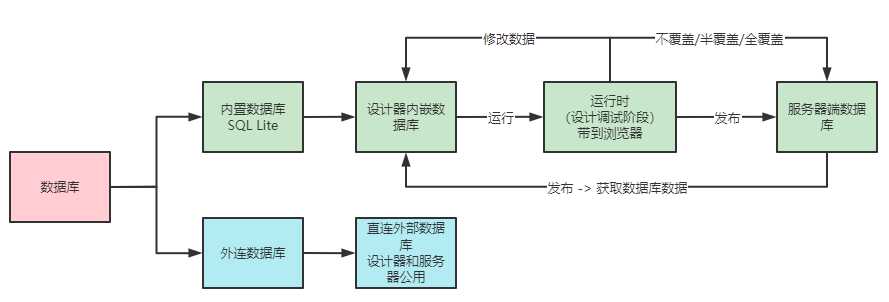 修改数据
不覆盖/半覆盖/全覆盖
内置数据库
SQL Lite
设计器内嵌数
据库
运行
运行时
（设计调试阶段）
带到浏览器
发布
服务器端数据
库
数据库
发布 -> 获取数据库数据
外连数据库
直连外部数据
库
设计器和服务
器公用